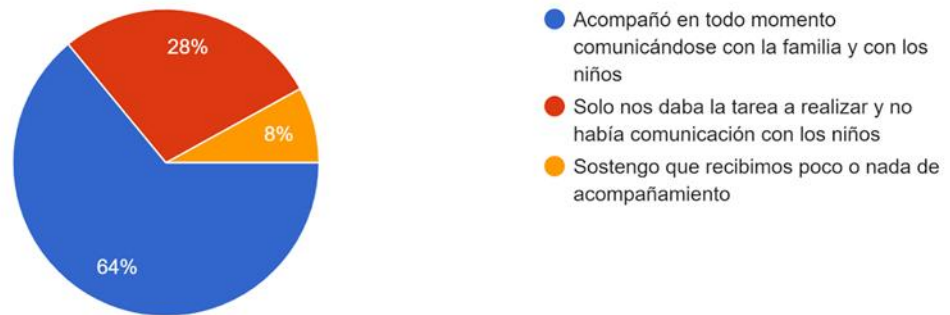 28%
8%
64%
Acompañó en todo momento
comunicándose con la familia y con los
niños
Solo nos daba la tarea a realizar y no
había comunicación con los niños
Sostengo que recibimos poco o nada de
acompañamiento